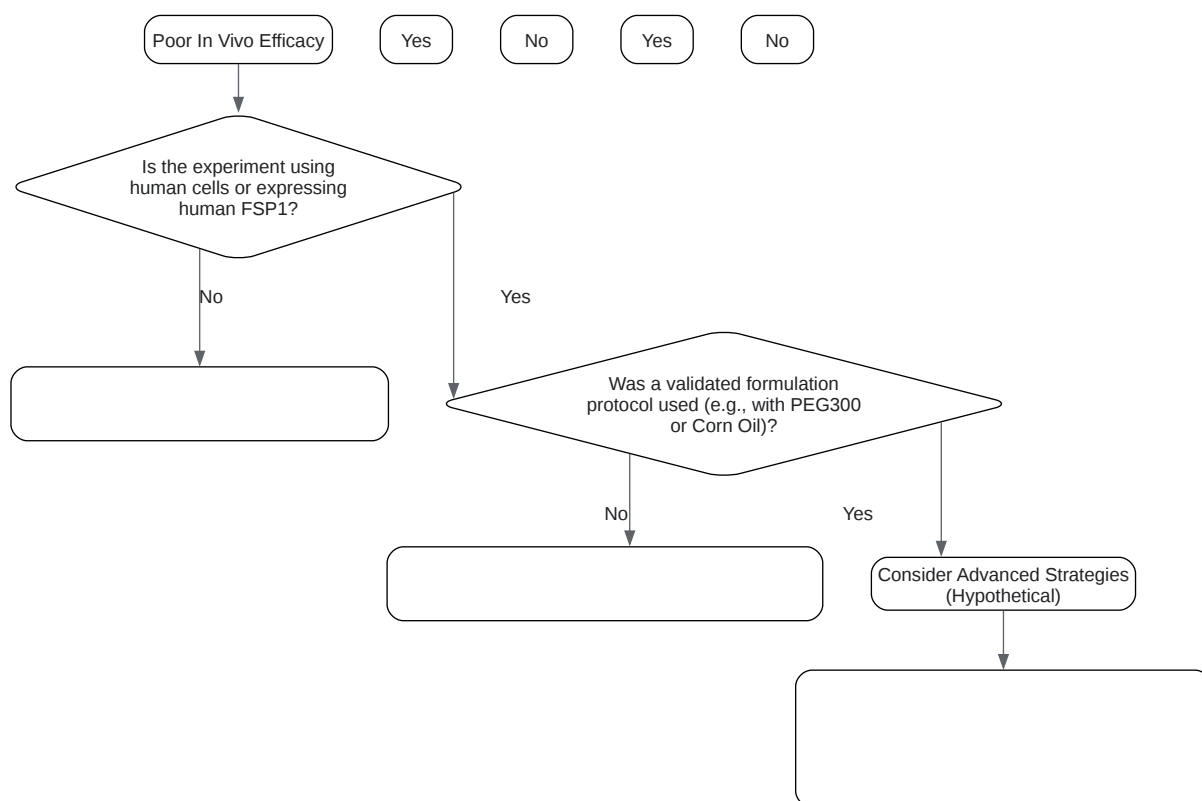 Poor In Vivo Efficacy
Yes
No
Yes
No
Is the experiment using
human cells or expressing
human FSP1?
No
Yes
Was a validated formulation
protocol used (e.g., with PEG300
or Corn Oil)?
No
Yes
Consider Advanced Strategies
(Hypothetical)